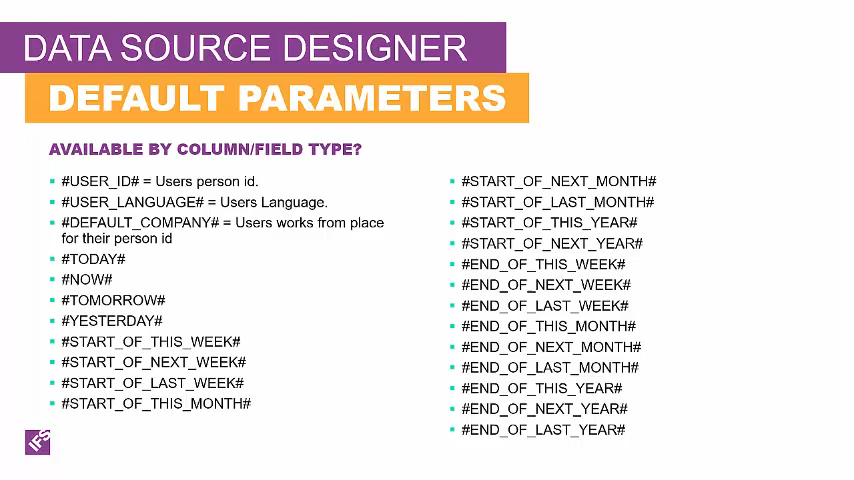 DATA SOURCE DESIGNER
DEFAULT PARAMETERS
AVAILABLE BY COLUMN/FIELD TYPE?
#USER_ID# = Users person id.
#USER_LANGUAGE# = Users Language.
#DEFAULT_COMPANY# = Users works from place
for their person id
#TODAY#
#NOW#
#TOMORROW#
#YESTERDAY#
#START_OF_THIS_WEEK#
#START_OF_NEXT_WEEK#
#START_OF_LAST_WEEK#
#START_OF_THIS_MONTH#
#START_OF_NEXT_MONTH#
#START_OF_LAST_MONTH#
#START_OF_THIS_YEAR#
#START_OF_NEXT_YEAR#
#END_OF_THIS_WEEK#
#END_OF_NEXT_WEEK#
#END_OF_LAST_WEEK#
#END_OF_THIS_MONTH#
#END_OF_NEXT_MONTH#
#END_OF_LAST_MONTH#
#END_OF_THIS_YEAR#
#END_OF_NEXT_YEAR#
#END_OF_LAST_YEAR#
IFS